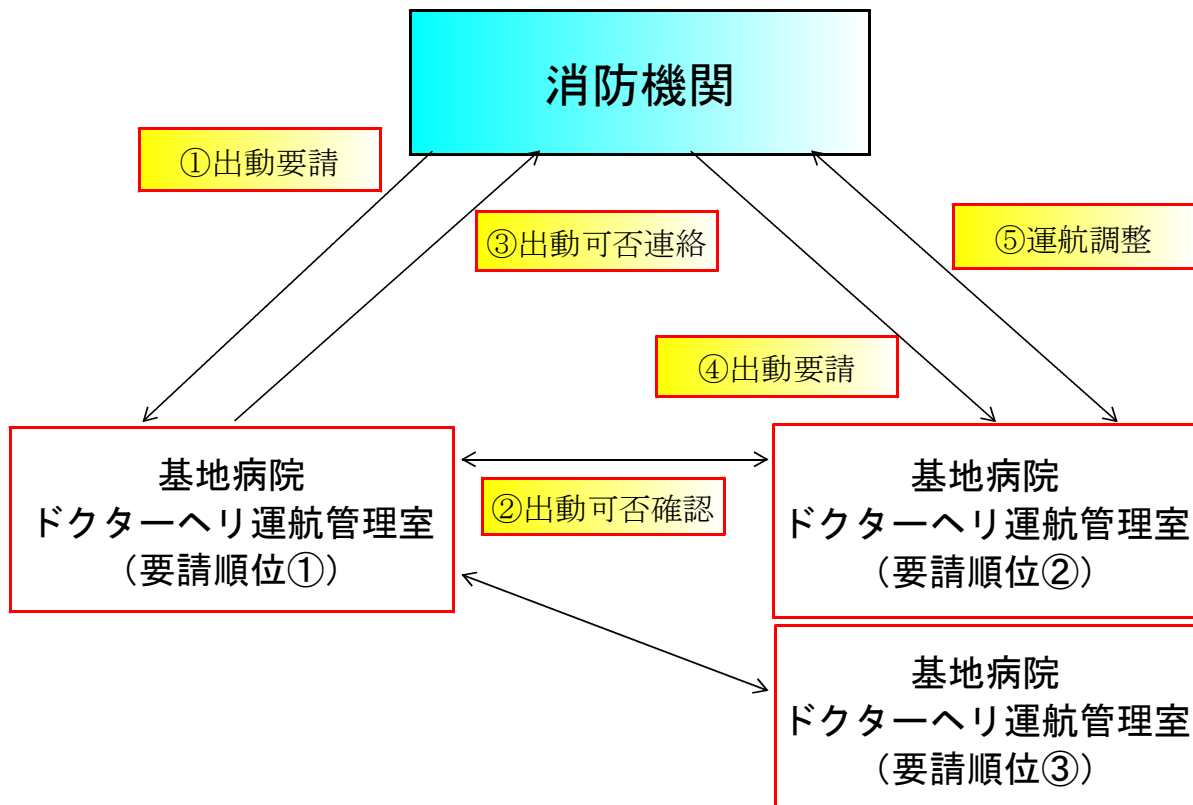 消防機関
①出動要請
③出動可否連絡
⑤運航調整
④出動要請
基地病院
ドクターヘリ運航管理室
(要請順位①)
②出動可否確認
基地病院
ドクターヘリ運航管理室
(要請順位②)
基地病院
ドクターヘリ運航管理室
(要請順位③)